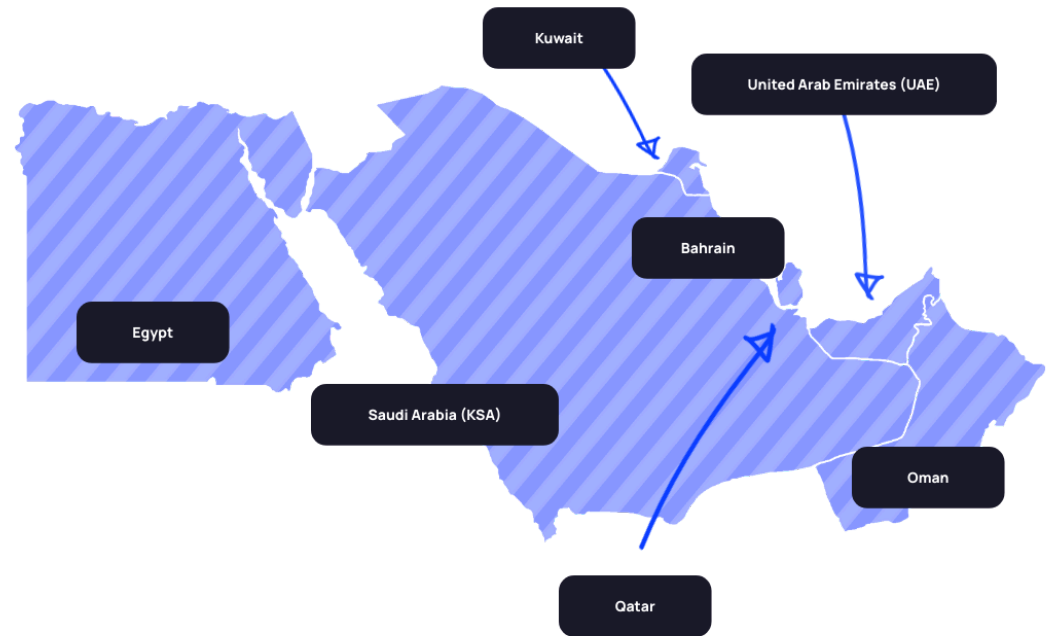 Kuwait
United Arab Emirates (UAE)
Bahrain
Egypt
Saudi Arabia (KSA)
Oman
Qatar